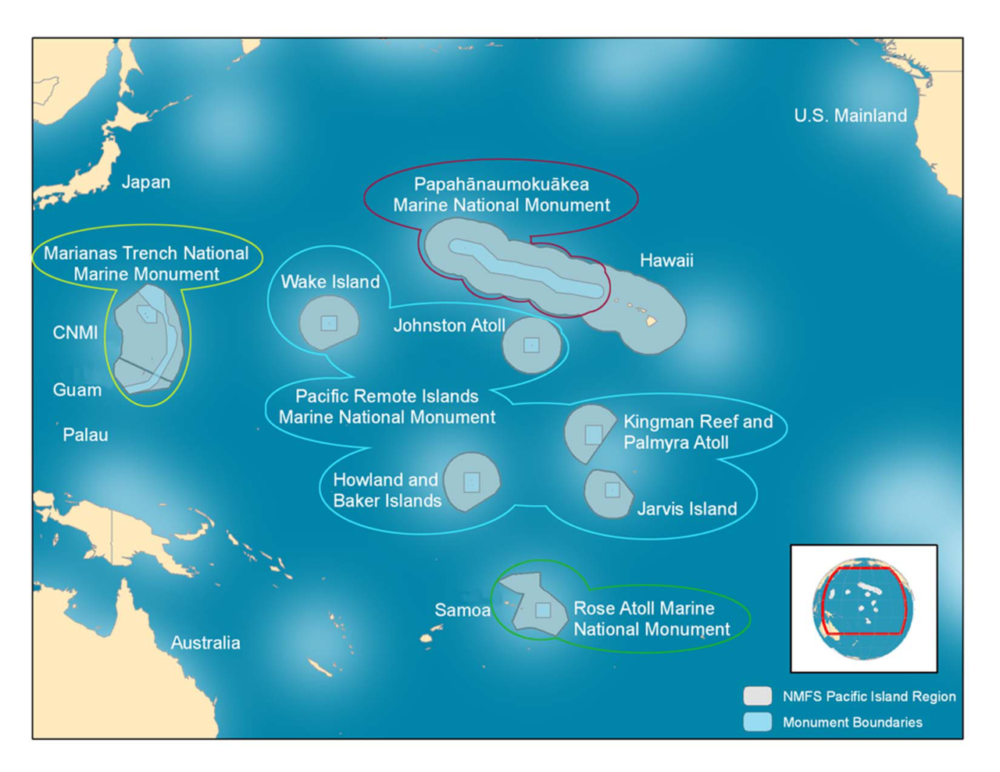 U.S. Mainland
Japan
Papahānaumokuākea
Marine National Monument
Hawaii
Marianas Trench National
Marine Monument
Wake Island
Johnston Atoll
CNMI
Guam
Palau
Pacific Remote Islands
Marine National Monument
Kingman Reef and
Palmyra Atoll
Howland and
Baker Islands
Jarvis Island
Samoa
Rose Atoll Marine
National Monument
Australia
NMFS Pacific Island Region
Monument Boundaries